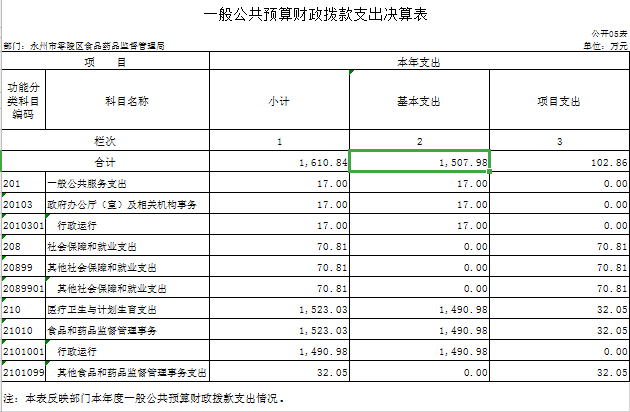 一般公共预算财政拨款支出决算表
公开05表
部门：永州市零陵区食品药品监督管理局 单位：万元
项 目 本年支出
功能分类科目编码 科目名称 小计 基本支出 项目支出
栏次 1 2 3
合计 1,610.84 1,507.98 102.86
201 一般公共服务支出 17.00 17.00 0.00
20103 政府办公厅（室）及相关机构事务 17.00 17.00 0.00
2010301 行政运行 17.00 17.00 0.00
208 社会保障和就业支出 70.81 0.00 70.81
20899 其他社会保障和就业支出 70.81 0.00 70.81
2089901 其他社会保障和就业支出 70.81 0.00 70.81
210 医疗卫生与计划生育支出 1,523.03 1,490.98 32.05
21010 食品和药品监督管理事务 1,523.03 1,490.98 32.05
2101001 行政运行 1,490.98 1,490.98 0.00
2101099 其他食品和药品监督管理事务支出 32.05 0.00 32.05
注：本表反映部门本年度一般公共预算财政拨款支出情况。